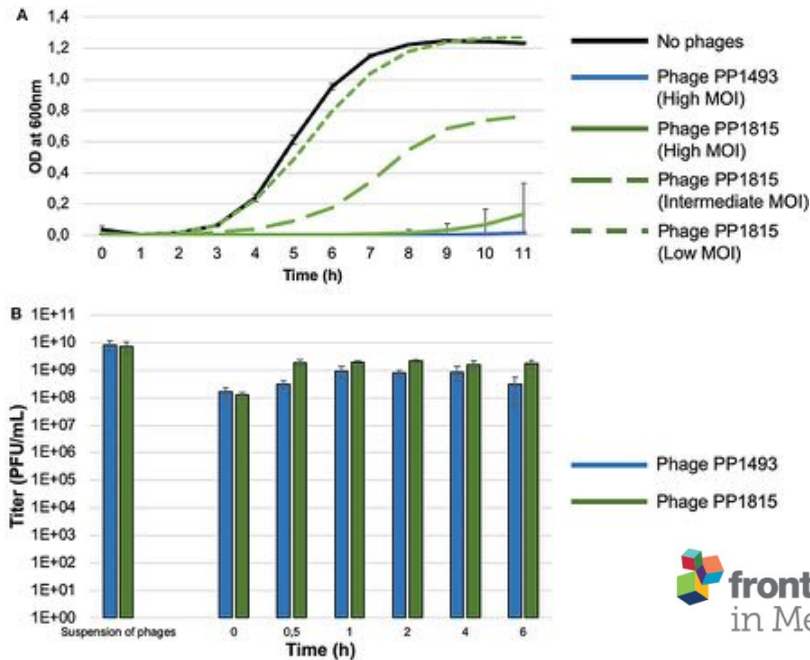 A
1,4
1,2
1,0
0,8
0,6
0,4
0,2
0,0
OD at 600nm
0 1 2 3 4 5 6 7 8 9 10 11
Time (h)
No phages
Phage PP1493
(High MOI)
Phage PP1815
(High MOI)
Phage PP1815
(Intermediate MOI)
Phage PP1815
(Low MOI)
B
1E+11
1E+10
1E+09
1E+08
1E+07
1E+06
1E+05
1E+04
1E+03
1E+02
1E+01
1E+00
Titer (PFU/mL)
Suspension of phages 0 0,5 1 2 4 6
Time (h)
Phage PP1493
Phage PP1815
front
in Me